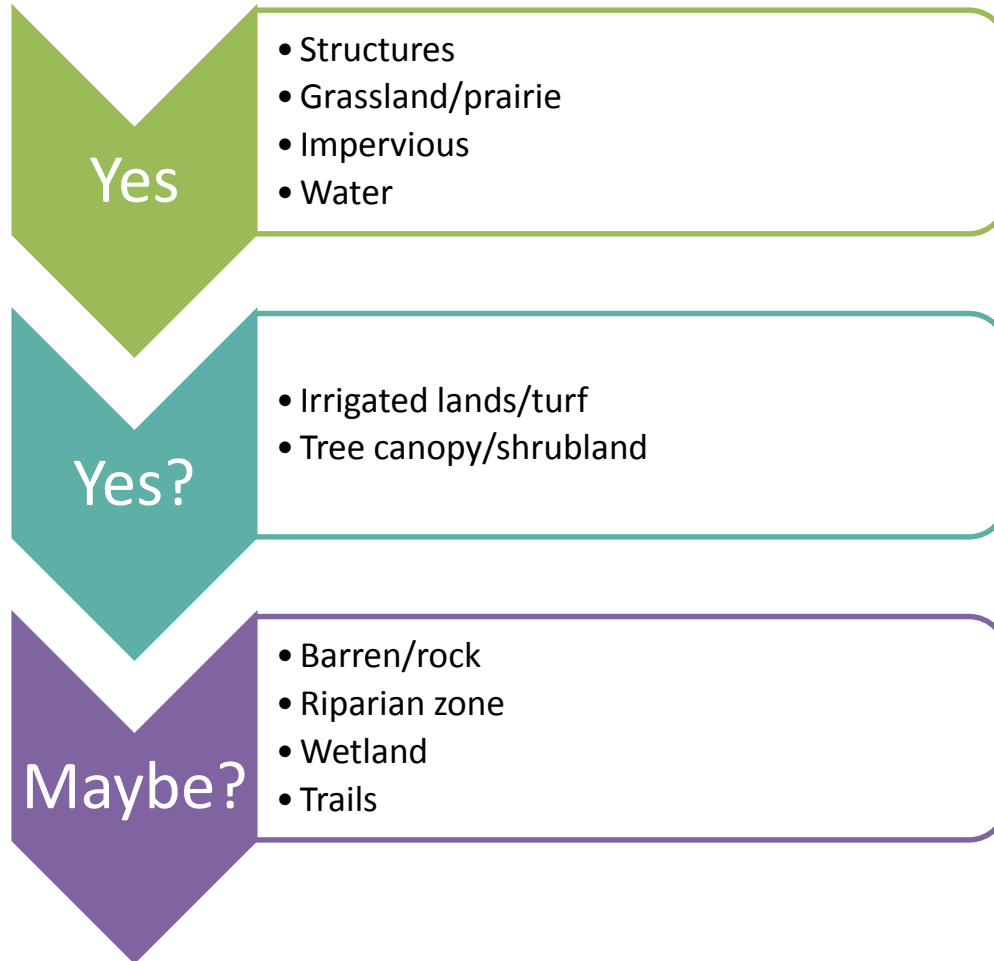 Yes
• Structures
• Grassland/prairie
• Impervious
• Water
Yes?
• Irrigated lands/turf
• Tree canopy/shrubland
Maybe?
• Barren/rock
• Riparian zone
• Wetland
• Trails